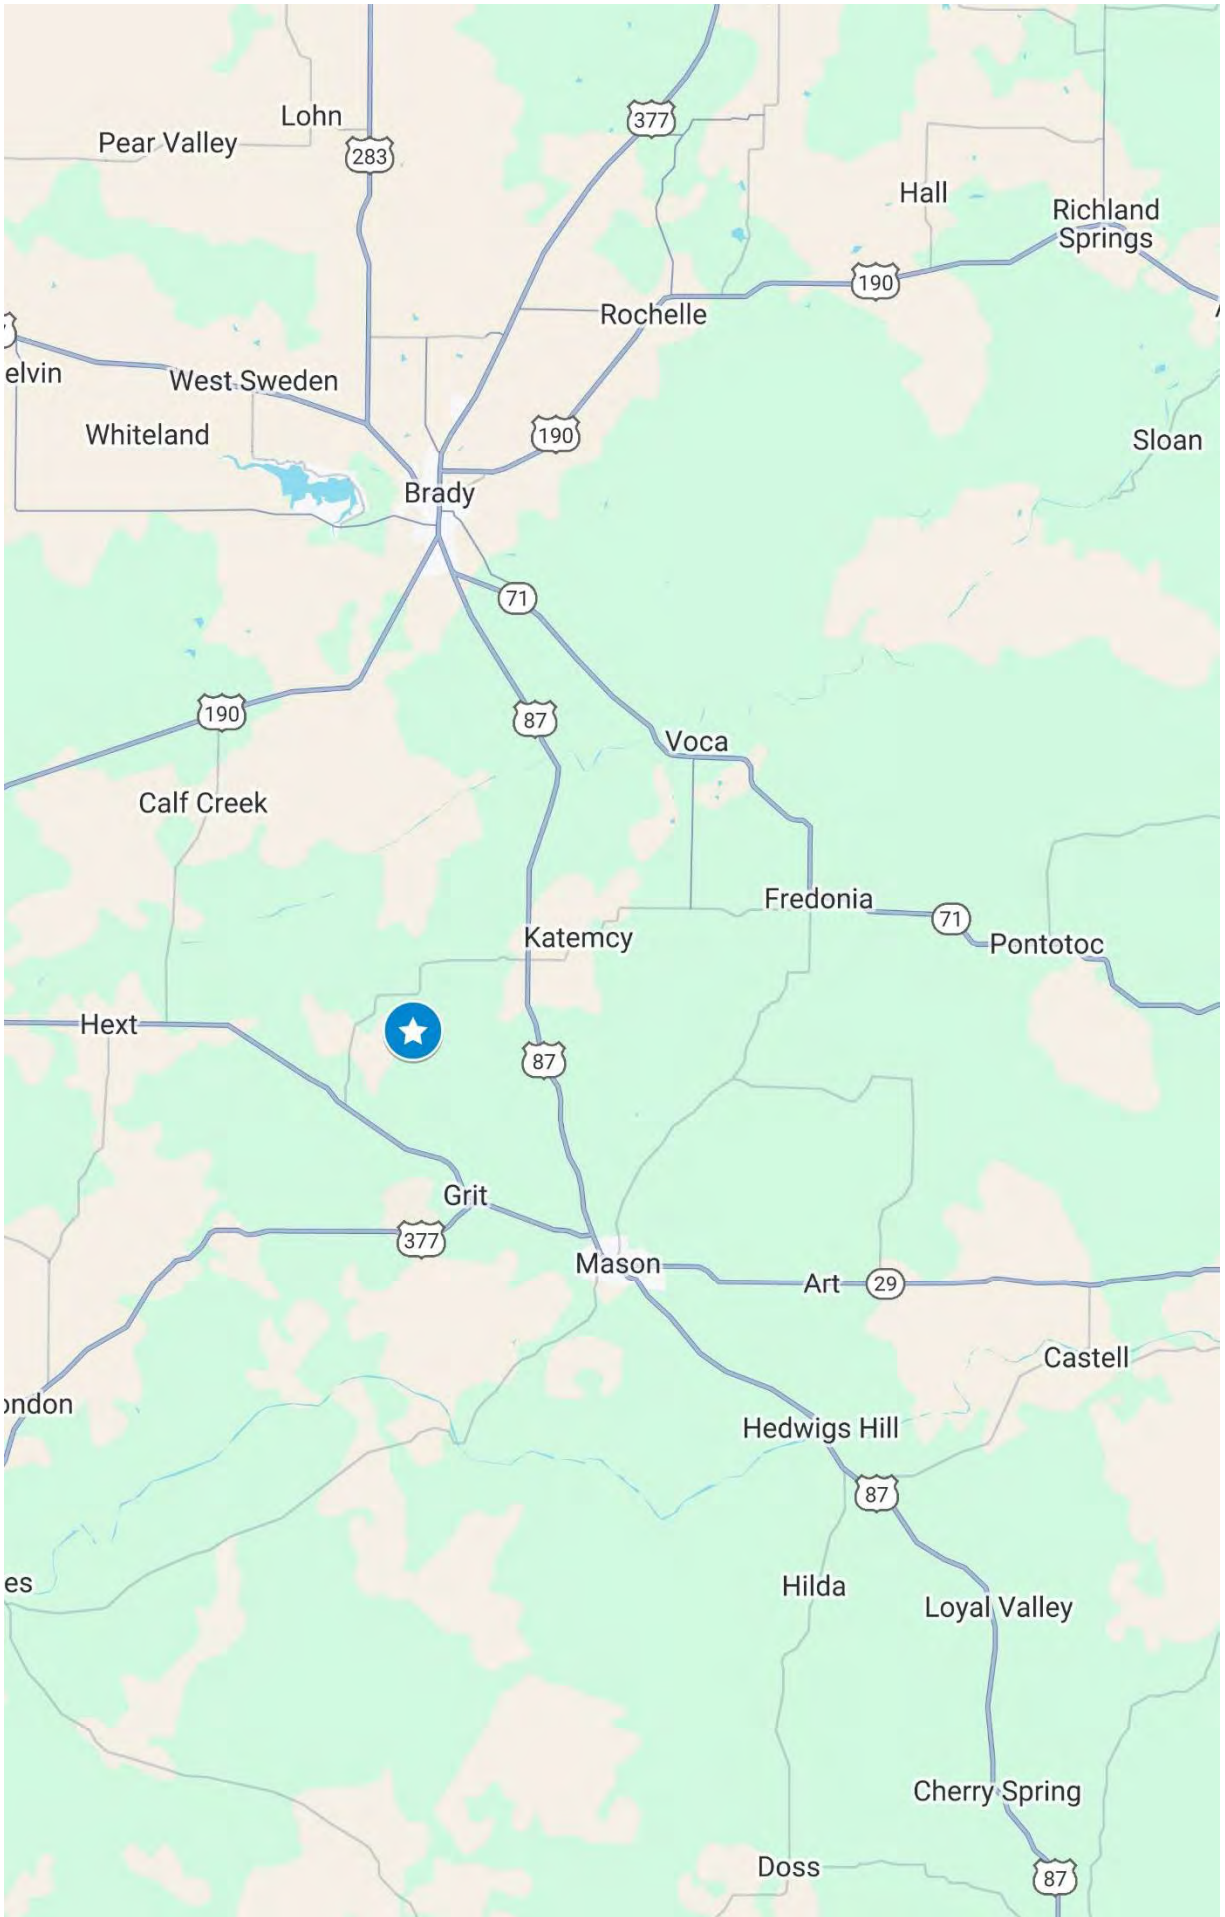 Lohn
377
Pear Valley
283
Hall
Richland
Springs
190
Rochelle
elvin
West Sweden
Whiteland
190
Sloan
Brady
71
190
87
Voca
Calf Creek
Fredonia
71
Katemcy
Pontotoc
Hext
87
Grit
377
Mason
Art
29
Castell
ondon
Hedwigs Hill
87
es
Hilda
Loyal Valley
Cherry Spring
Doss
87